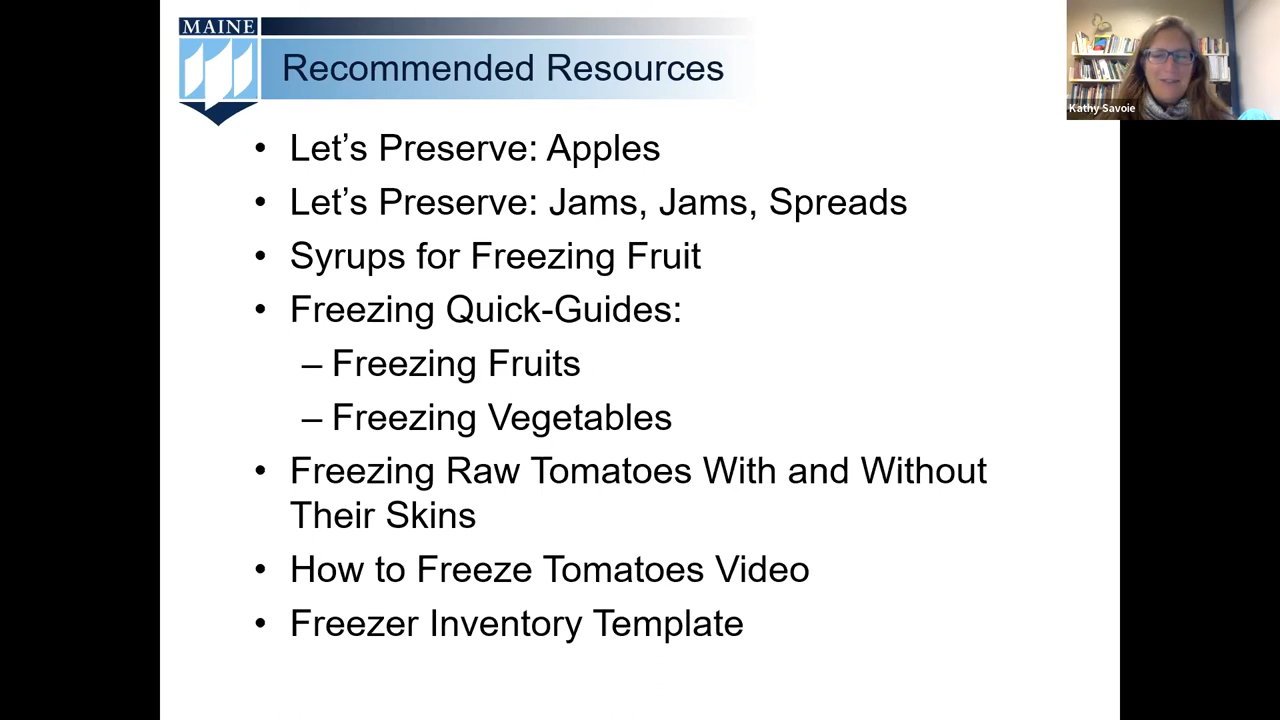 MAINE
Recommended Resources
Kathy Savoie
• Let’s Preserve: Apples
• Let’s Preserve: Jams, Jams, Spreads
• Syrups for Freezing Fruit
• Freezing Quick-Guides:
– Freezing Fruits
– Freezing Vegetables
• Freezing Raw Tomatoes With and Without
Their Skins
• How to Freeze Tomatoes Video
• Freezer Inventory Template